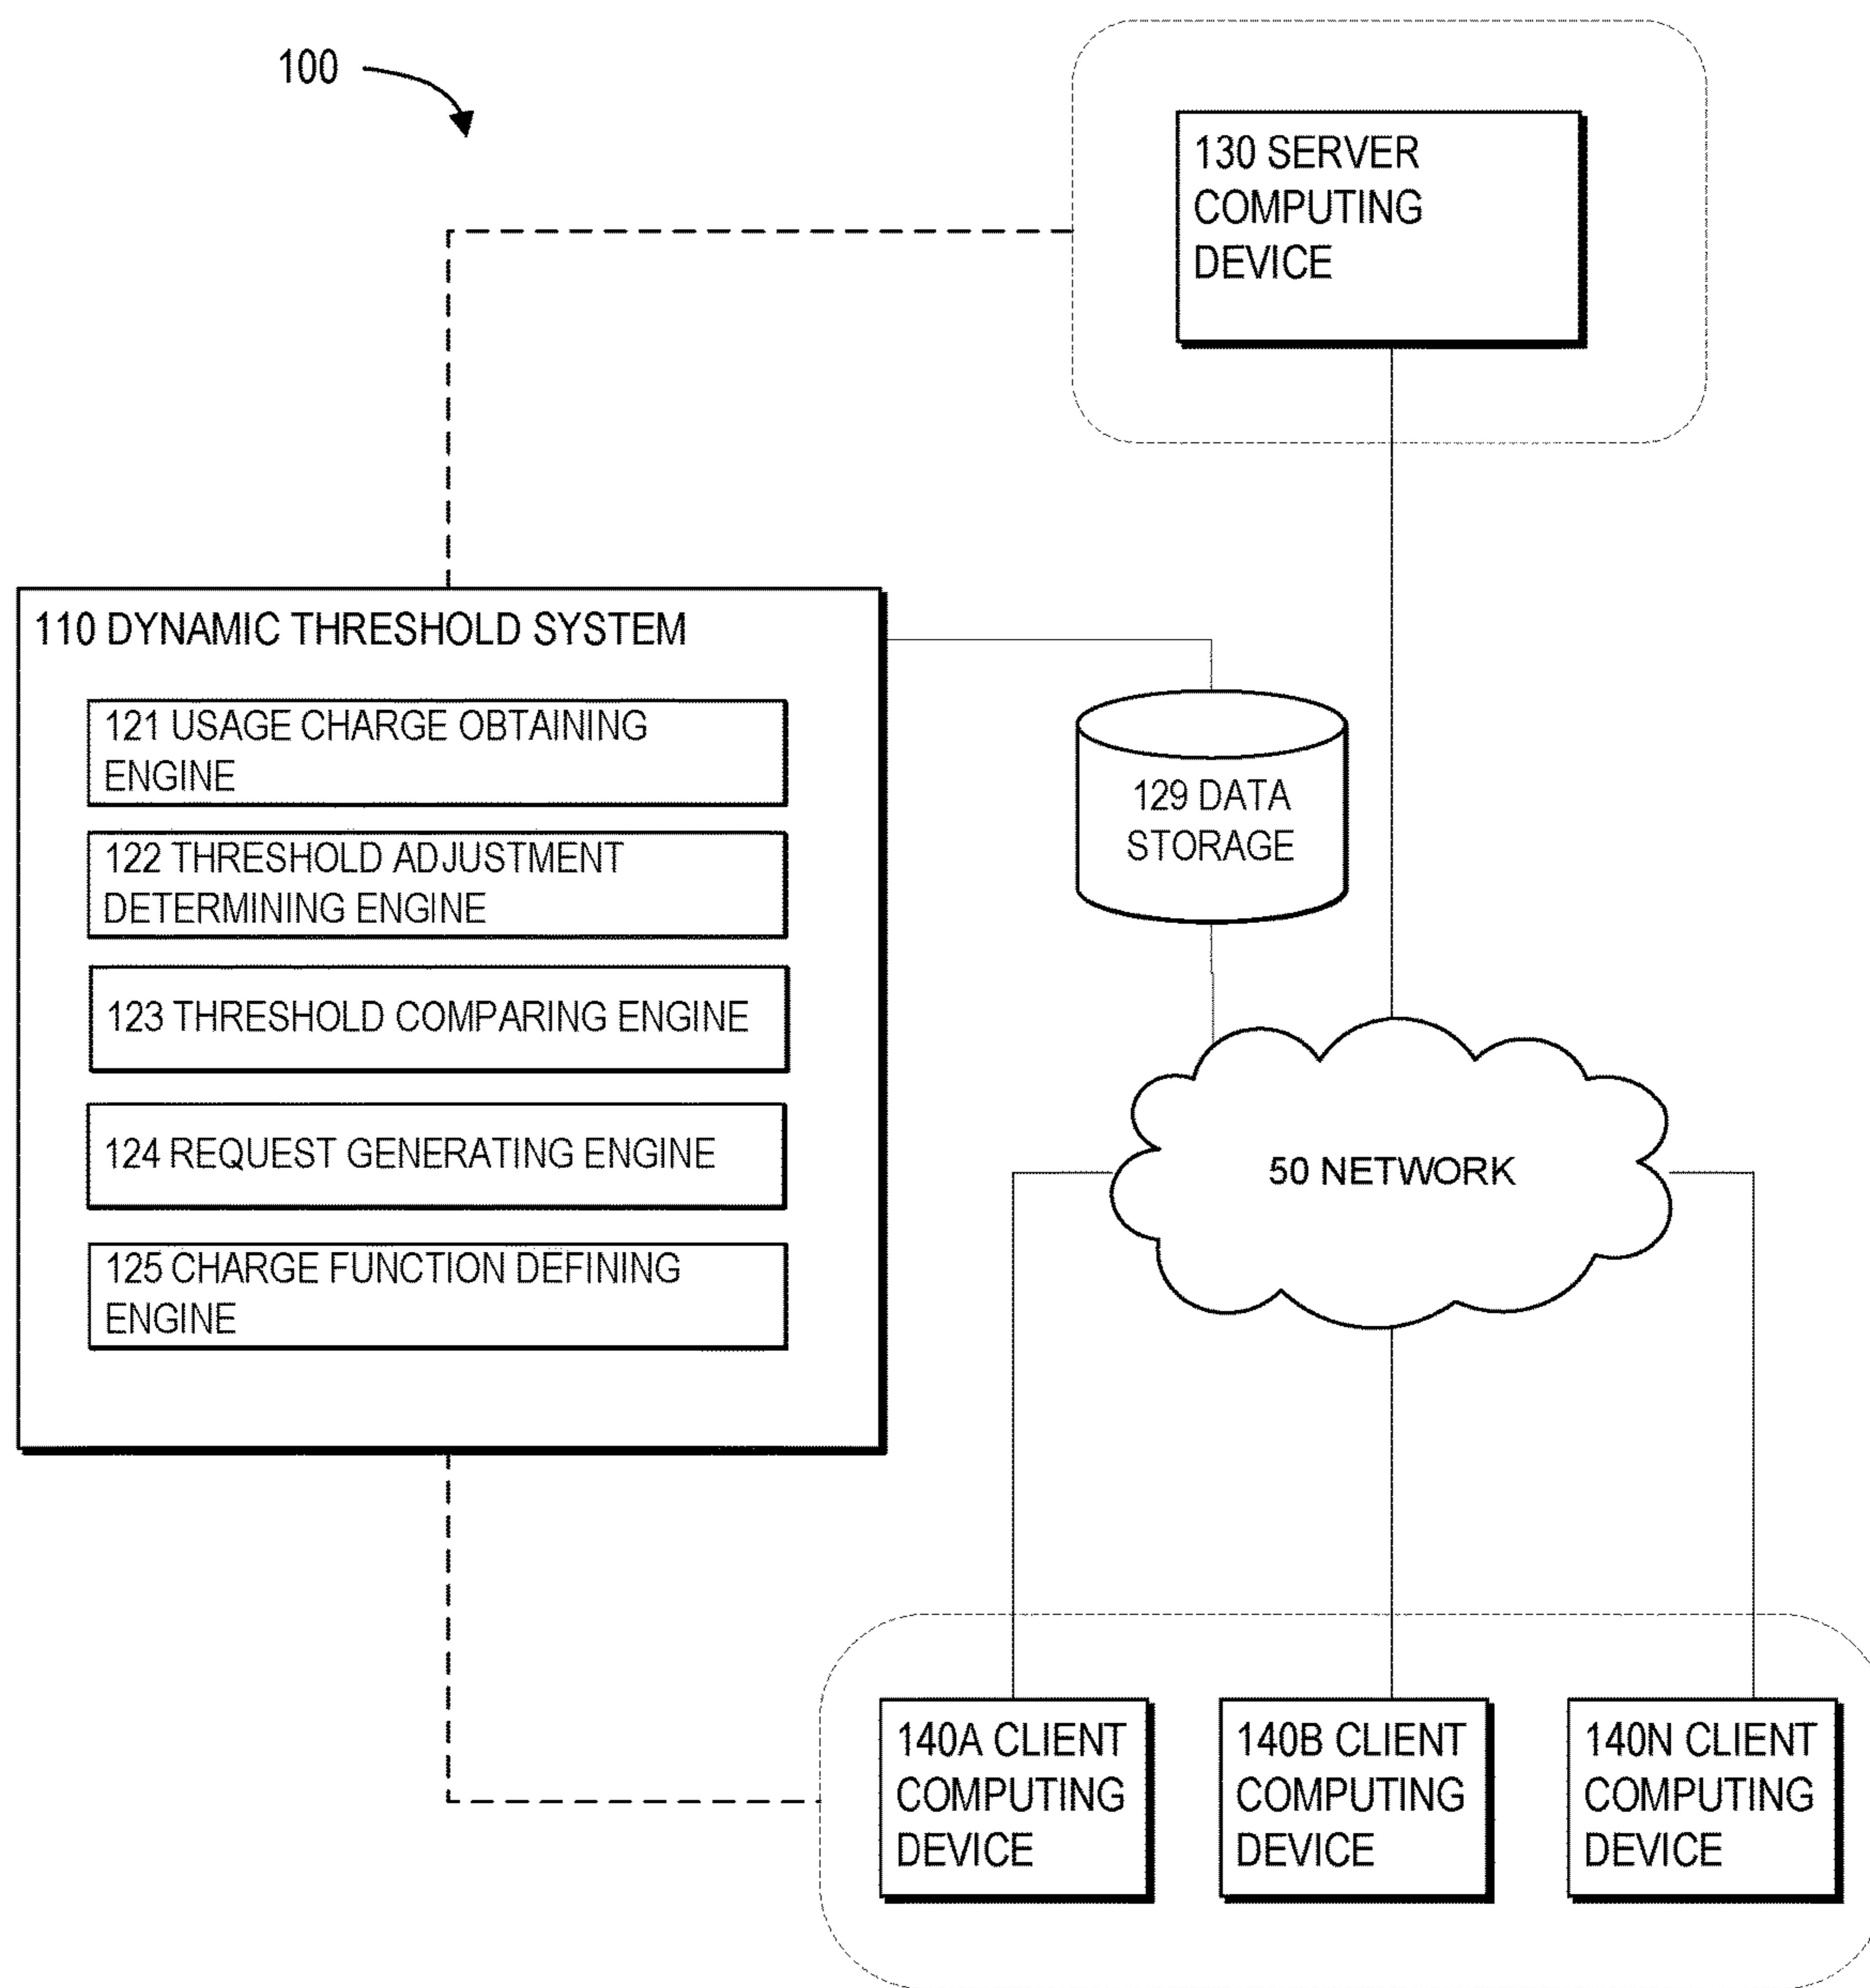 100
130 SERVER
COMPUTING
DEVICE
110 DYNAMIC THRESHOLD SYSTEM
121 USAGE CHARGE OBTAINING
ENGINE
122 THRESHOLD ADJUSTMENT
DETERMINING ENGINE
123 THRESHOLD COMPARING ENGINE
124 REQUEST GENERATING ENGINE
125 CHARGE FUNCTION DEFINING
ENGINE
129 DATA
STORAGE
50 NETWORK
140A CLIENT
COMPUTING
DEVICE
140B CLIENT
COMPUTING
DEVICE
140N CLIENT
COMPUTING
DEVICE